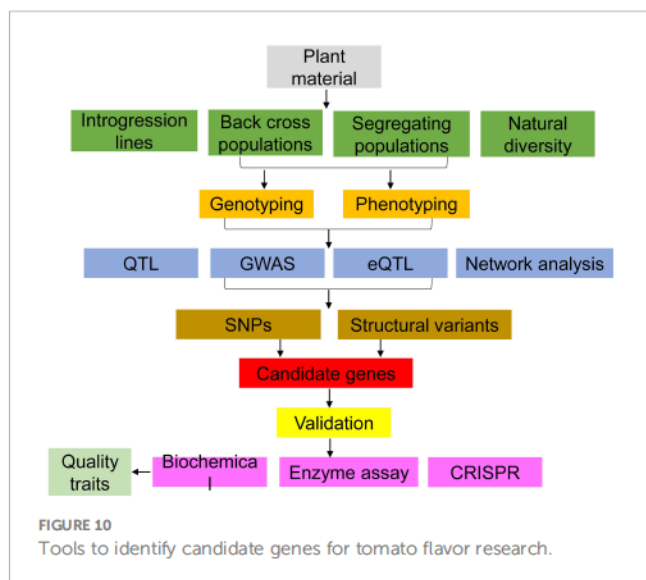 Plant
material
Introgression
lines
Back cross
populations
Segregating
populations
Natural
diversity
Genotyping
Phenotyping
QTL
GWAS
eQTL
Network analysis
SNPs
Structural variants
Candidate genes
Validation
Quality
traits
Biochemica
l
Enzyme assay
CRISPR
FIGURE 10
Tools to identify candidate genes for tomato flavor research.